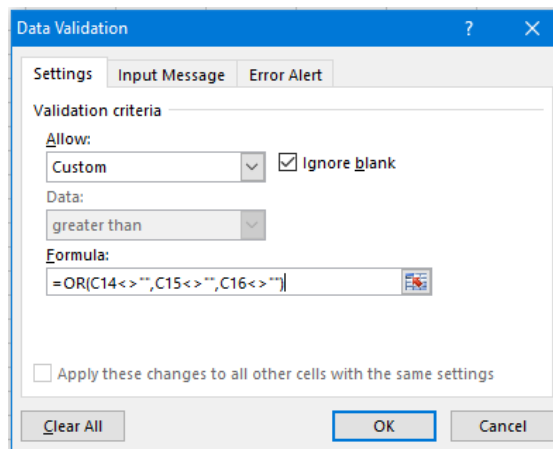 Data Validation ? ×
Settings Input Message Error Alert
Validation criteria
Allow:
Custom Ignore blank
Data:
greater than
Formula:
=OR(C14<>"",C15<>"",C16<>"")
Apply these changes to all other cells with the same settings
Clear All OK Cancel